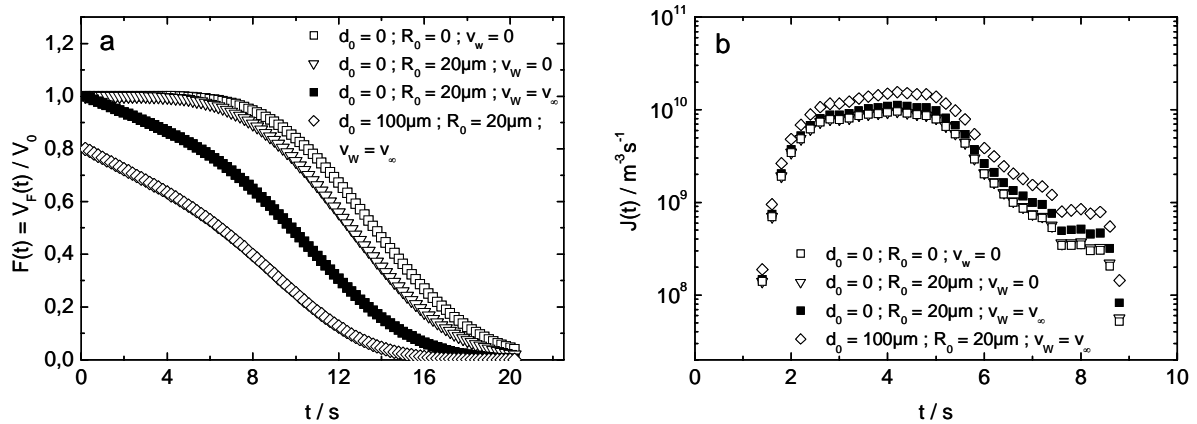 a
1,2
1,0
0,8
0,6
0,4
0,2
0,0
F(t) = V_F(t) / V_0
d_0 = 0 ; R_0 = 0 ; v_w = 0
d_0 = 0 ; R_0 = 20µm ; v_W = 0
d_0 = 0 ; R_0 = 20µm ; v_W = v_∞
d_0 = 100µm ; R_0 = 20µm ;
v_W = v_∞
0 4 8 12 16 20
t / s
b
10^11
10^10
10^9
10^8
J(t) / m^-3 s^-1
d_0 = 0 ; R_0 = 0 ; v_w = 0
d_0 = 0 ; R_0 = 20µm ; v_W = 0
d_0 = 0 ; R_0 = 20µm ; v_W = v_∞
d_0 = 100µm ; R_0 = 20µm ; v_W = v_∞
0 2 4 6 8 10
t / s